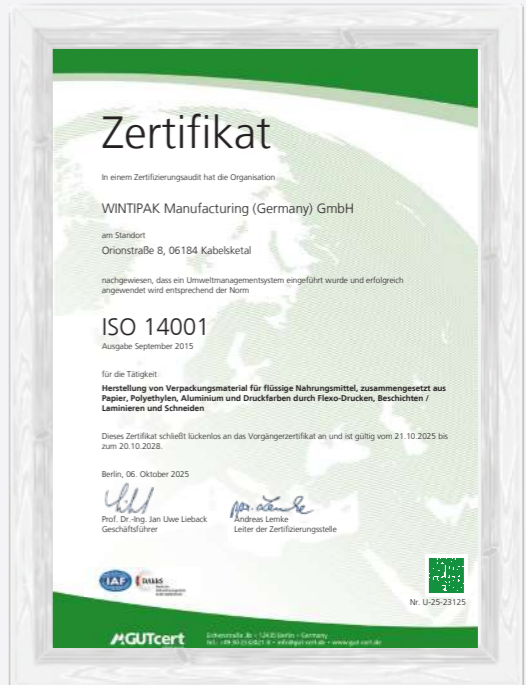 Zertifikat
In einem Zertifizierungsaudit hat die Organisation
WINTIPAK Manufacturing (Germany) GmbH
am Standort
Orionstraße 8, 06184 Kabelsketal
nachgewiesen, dass ein Umweltmanagementsystem eingeführt wurde und erfolgreich
angewendet wird entsprechend der Norm
ISO 14001
Ausgabe September 2015
für die Tätigkeit
Herstellung von Verpackungsmaterial für flüssige Nahrungsmittel, zusammengesetzt aus
Papier, Polyethylen, Aluminium und Druckfarben durch Flexo-Drucken, Beschichten /
Laminieren und Schneiden
Dieses Zertifikat schließt lückenlos an das Vorgängerzertifikat an und ist gültig vom 21.10.2025 bis
zum 20.10.2028.
Berlin, 06. Oktober 2025
Prof. Dr.-Ing. Jan Uwe Lieback
Geschäftsführer
Andreas Lemke
Leiter der Zertifizierungsstelle
IAF
DAkkS
Nr. U-25-23125
GUTcert
Eichenstraße 3b • 12435 Berlin • Germany